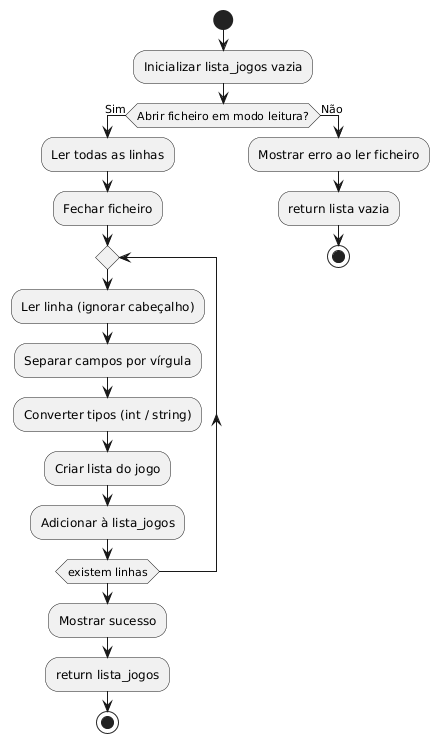 Inicializar lista_jogos vazia
Sim
Abrir ficheiro em modo leitura?
Não
Ler todas as linhas
Mostrar erro ao ler ficheiro
Fechar ficheiro
return lista vazia
Ler linha (ignorar cabeçalho)
Separar campos por vírgula
Converter tipos (int / string)
Criar lista do jogo
Adicionar à lista_jogos
existem linhas
Mostrar sucesso
return lista_jogos